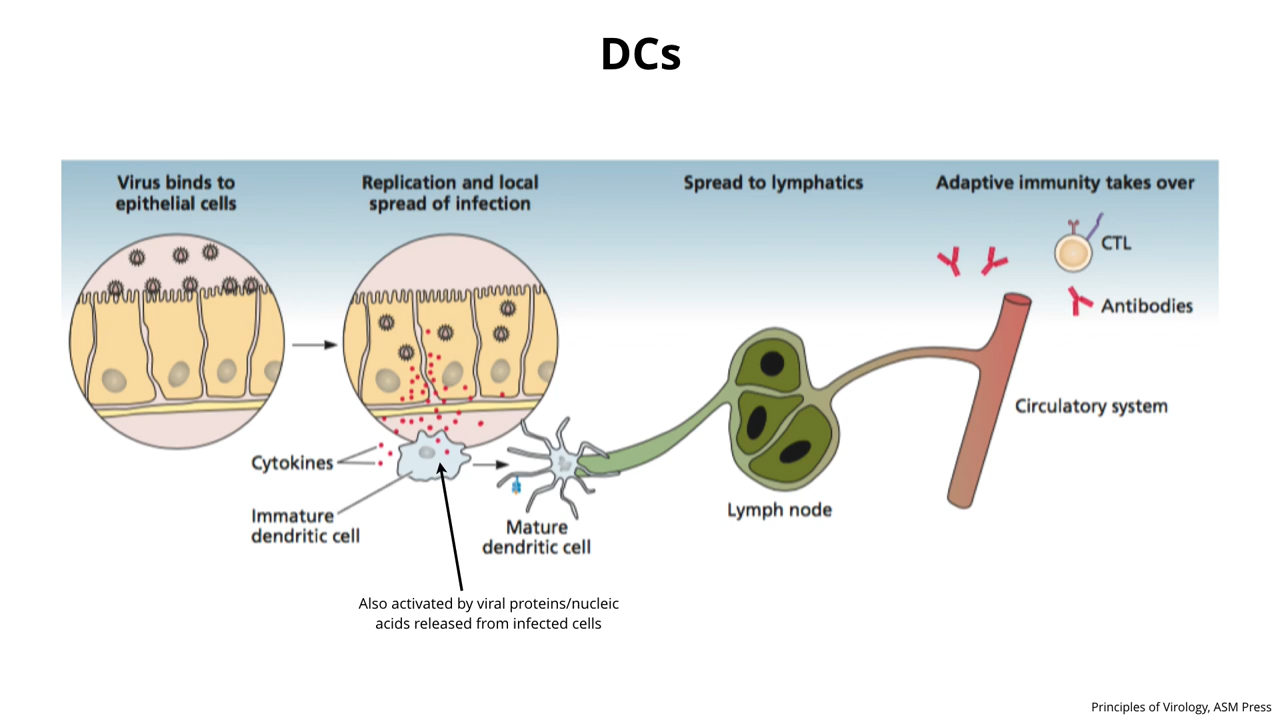 DCs
Virus binds to
epithelial cells
Replication and local
spread of infection
Spread to lymphatics
Adaptive immunity takes over
CTL
Antibodies
Circulatory system
Cytokines
Immature
dendritic cell
Mature
dendritic cell
Lymph node
Also activated by viral proteins/nucleic
acids released from infected cells
Principles of Virology, ASM Press